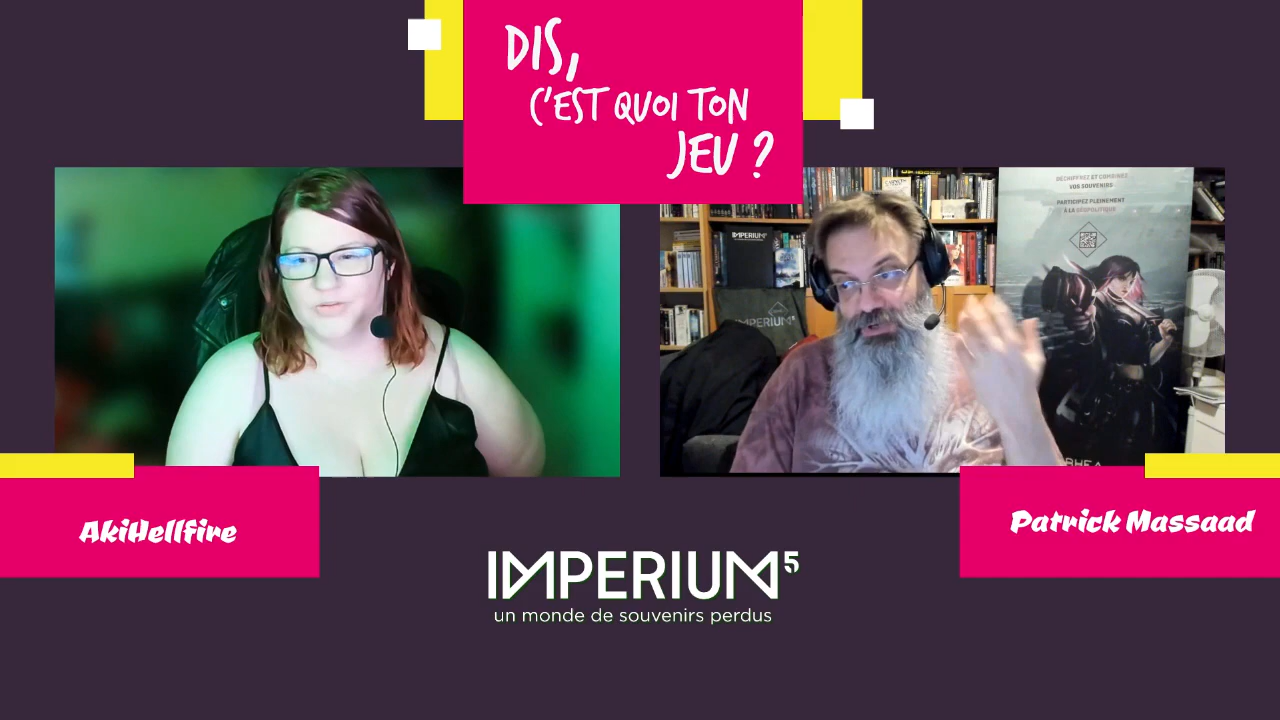 DIS,
C'EST QUOI TON
JEU ?
DÉCHIFFREZ ET COMBINEZ
VOS SOUVENIRS
PARTICIPEZ PLEINEMENT
À LA GÉOPOLITIQUE
IMPERIUM⁵
IMPERIUM⁵
RHEA
AkiHellfire
Patrick Massaad
IMPERIUM⁵
un monde de souvenirs perdus